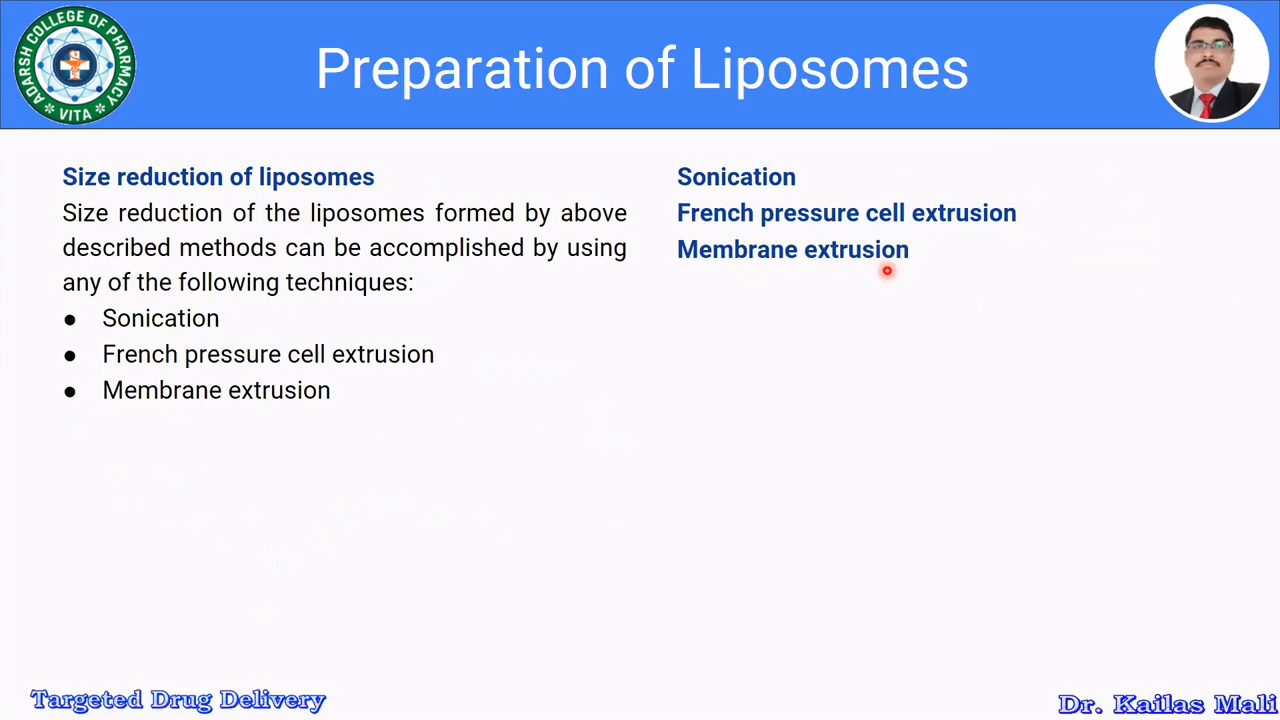 ADARSH COLLEGE OF PHARMACY
VITA
Preparation of Liposomes
Size reduction of liposomes
Size reduction of the liposomes formed by above
described methods can be accomplished by using
any of the following techniques:
● Sonication
● French pressure cell extrusion
● Membrane extrusion
Sonication
French pressure cell extrusion
Membrane extrusion
Targeted Drug Delivery
Dr. Kailas Mali